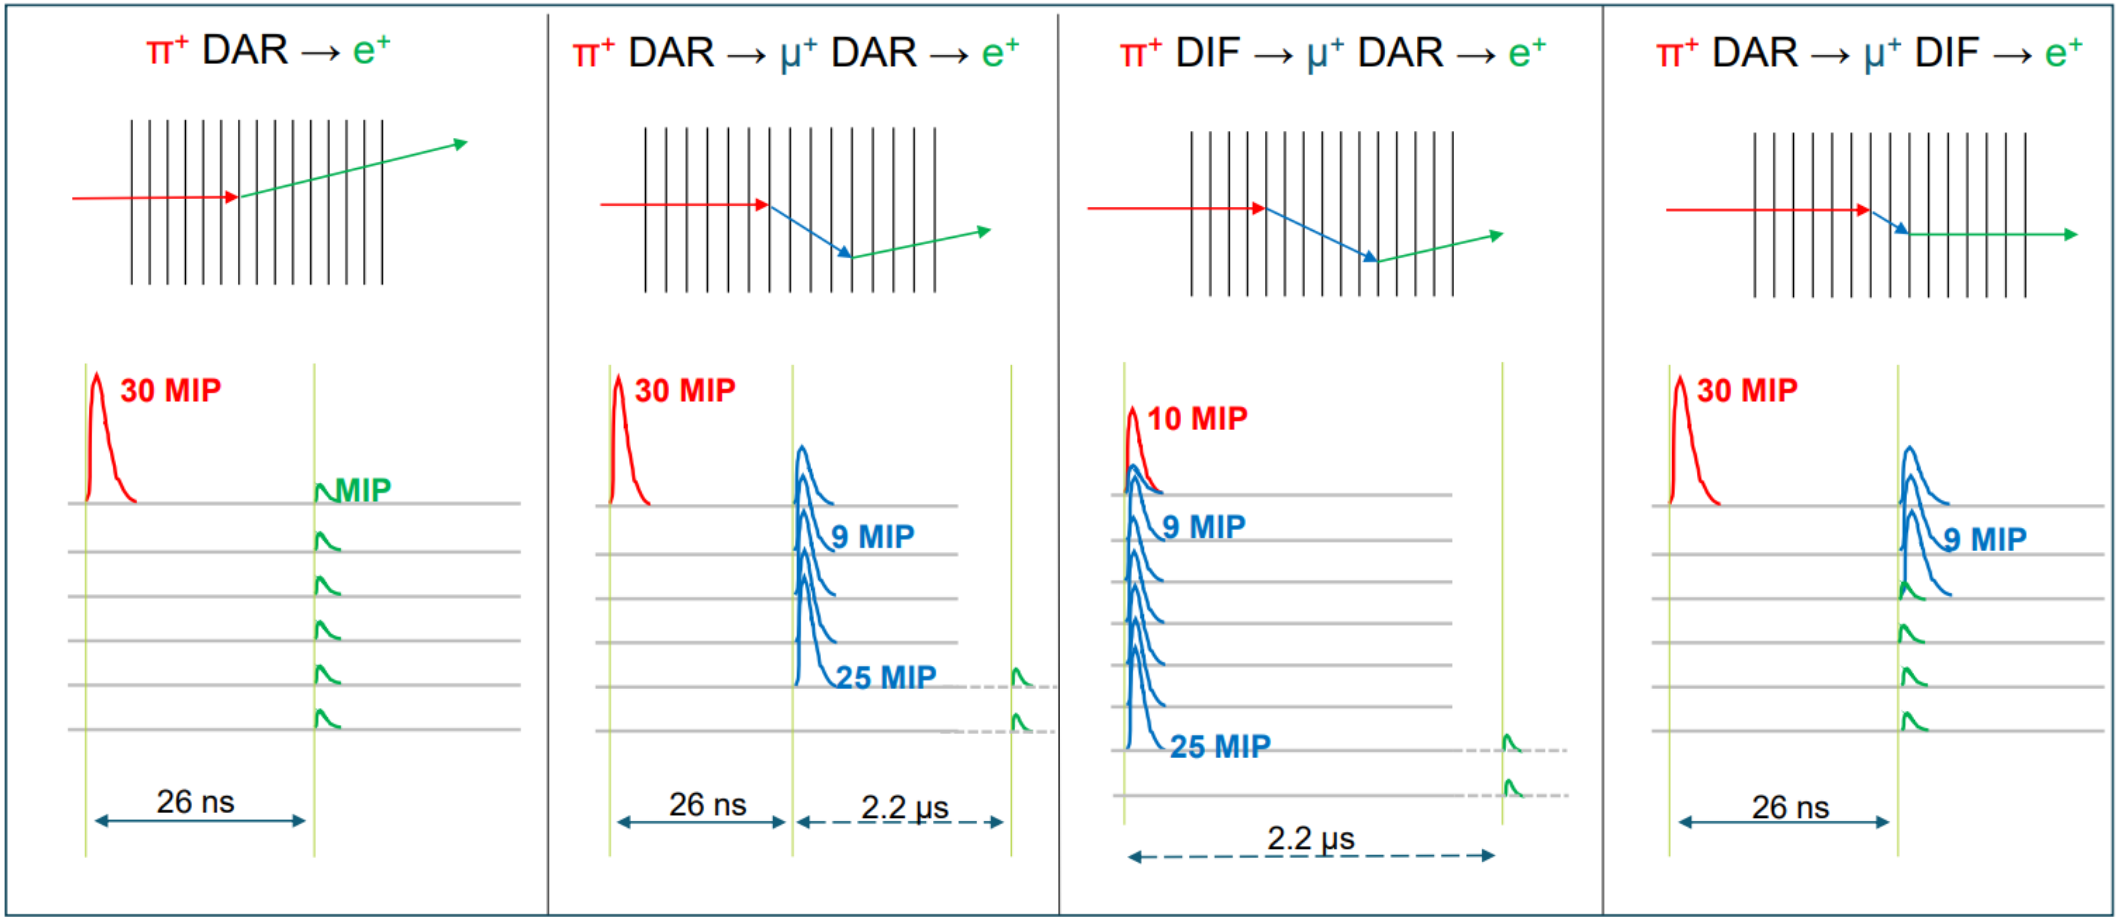 π⁺ DAR → e⁺
30 MIP
MIP
26 ns
π⁺ DAR → μ⁺ DAR → e⁺
30 MIP
9 MIP
25 MIP
26 ns
2.2 μs
π⁺ DIF → μ⁺ DAR → e⁺
10 MIP
9 MIP
25 MIP
2.2 μs
π⁺ DAR → μ⁺ DIF → e⁺
30 MIP
9 MIP
26 ns